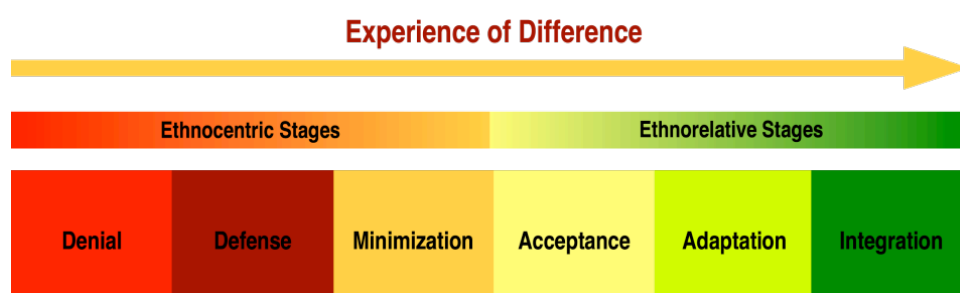 Experience of Difference
Ethnocentric Stages Ethnorelative Stages
Denial Defense Minimization Acceptance Adaptation Integration